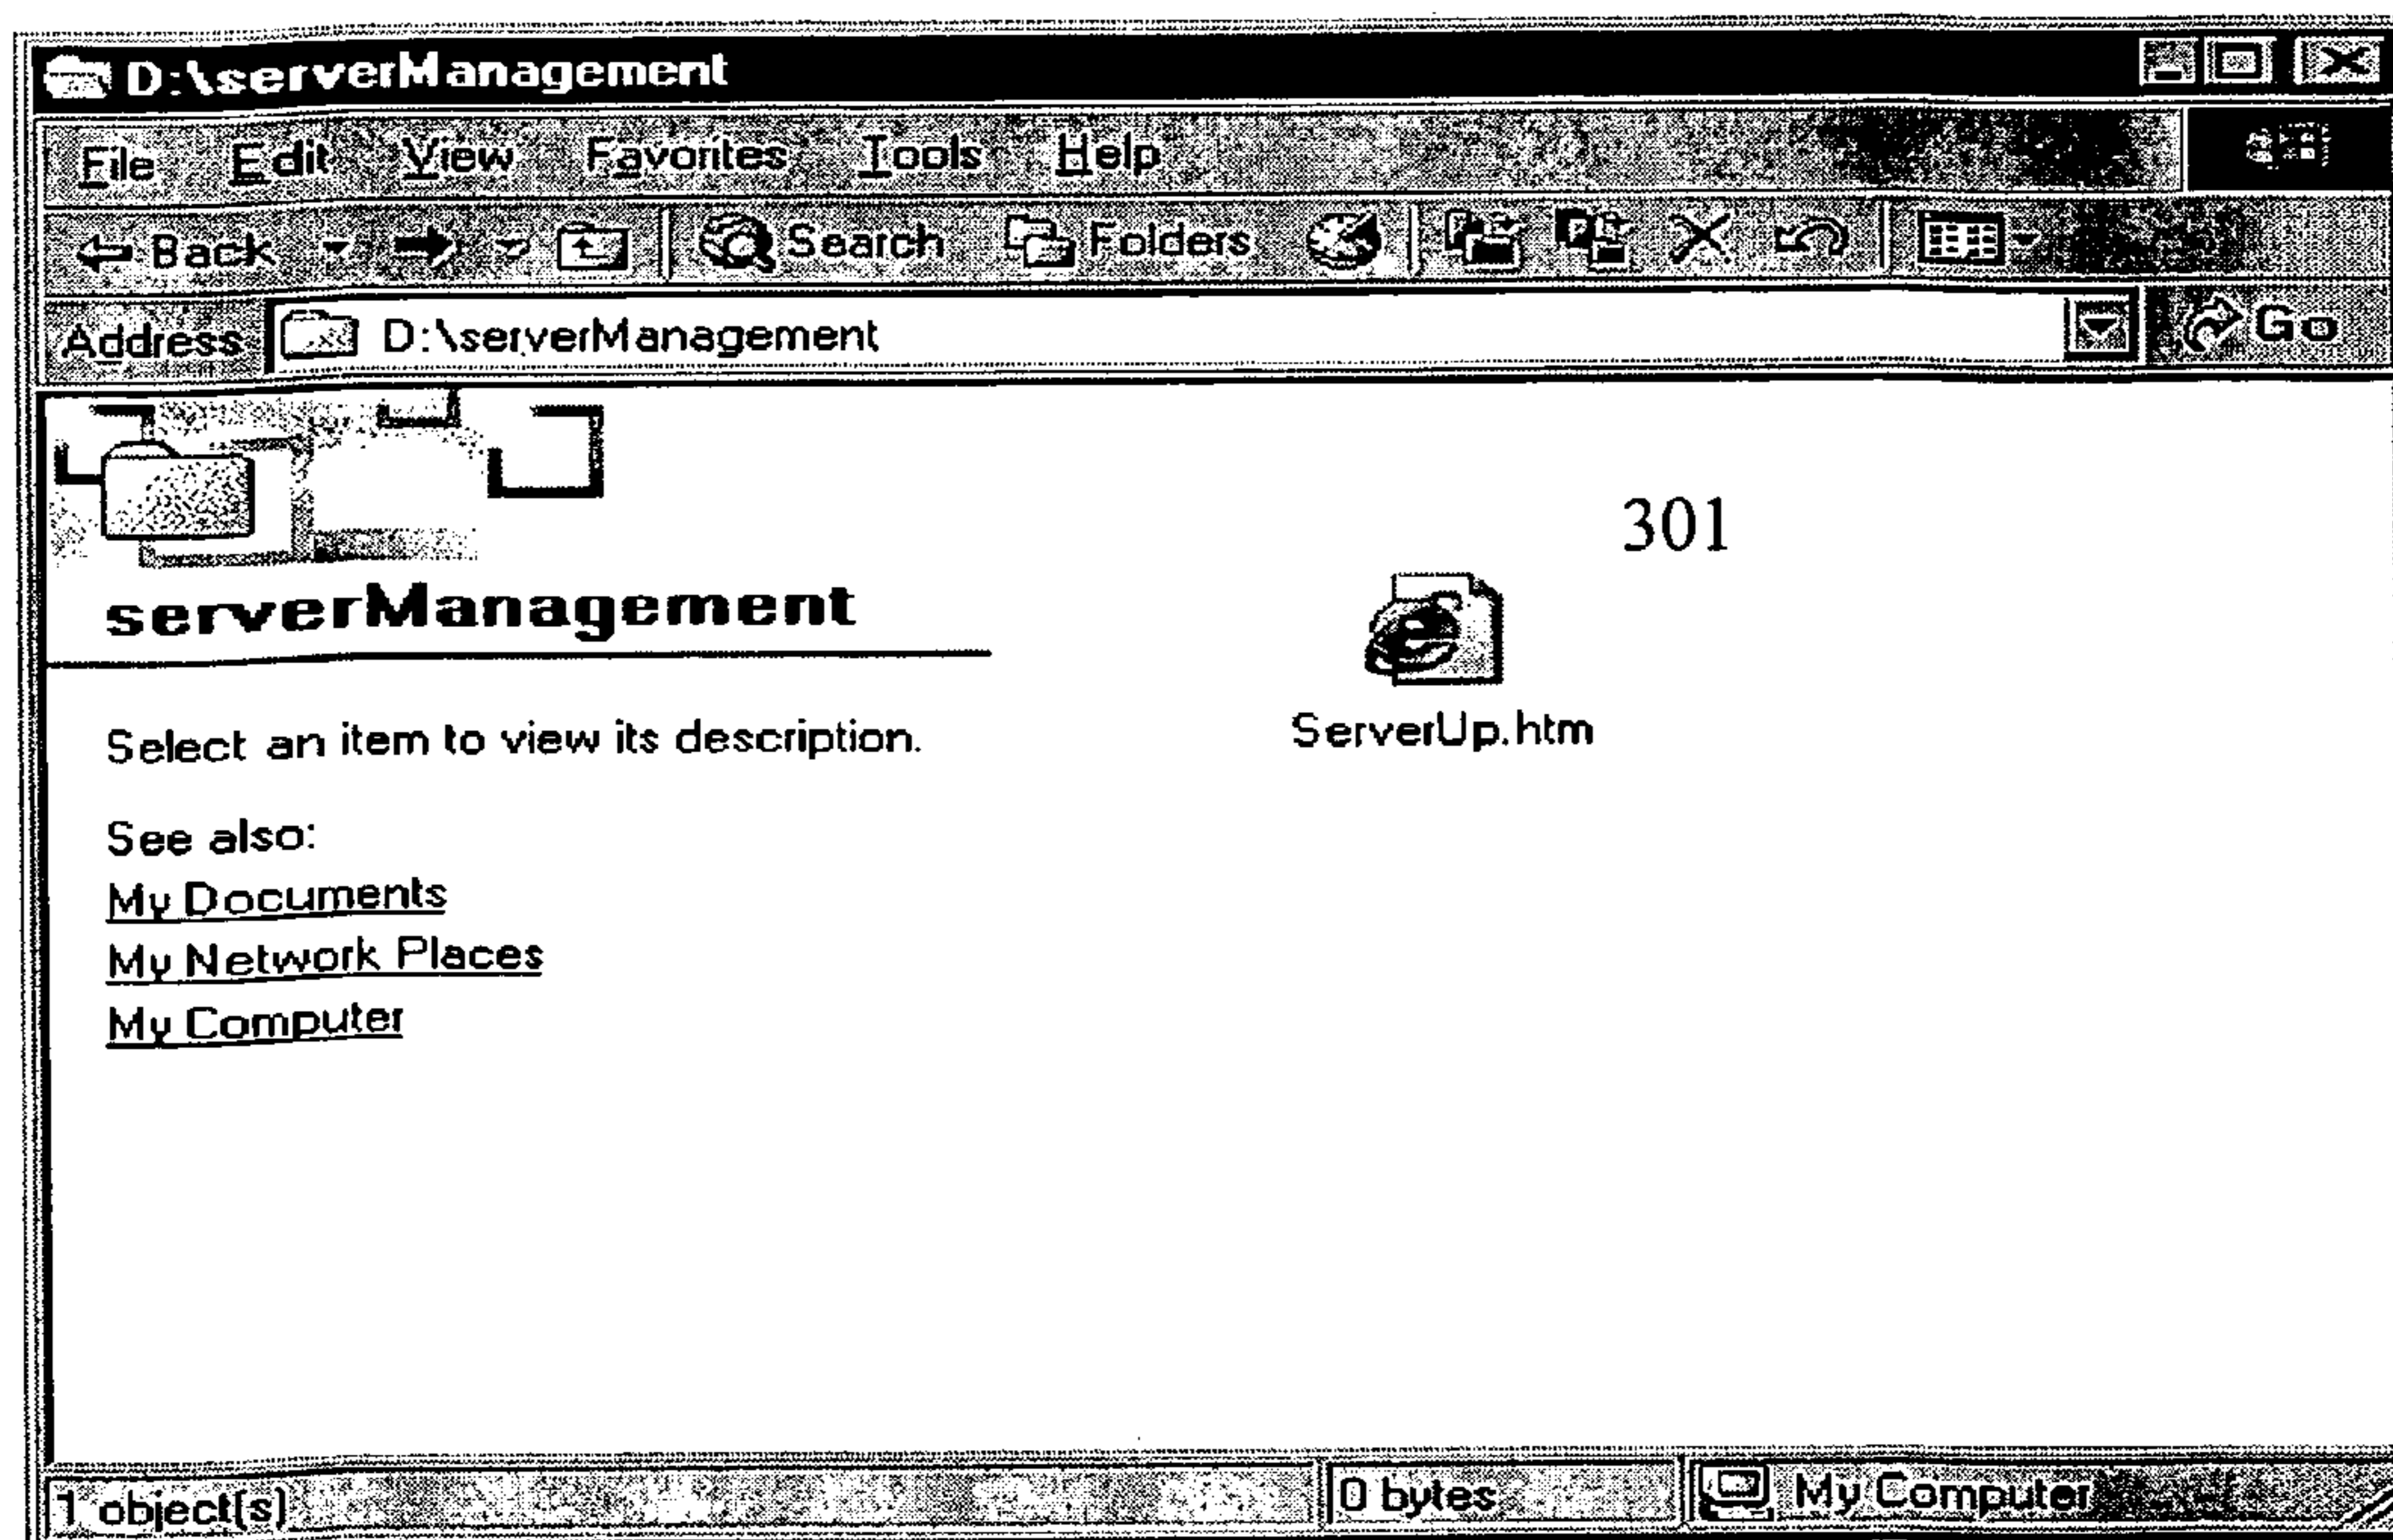 D:\serverManagement
File Edit View Favorites Tools Help
Back Search Folders
Address D:\serverManagement Go
301
serverManagement
ServerUp.htm
Select an item to view its description.
See also:
My Documents
My Network Places
My Computer
1 object(s) 0 bytes My Computer